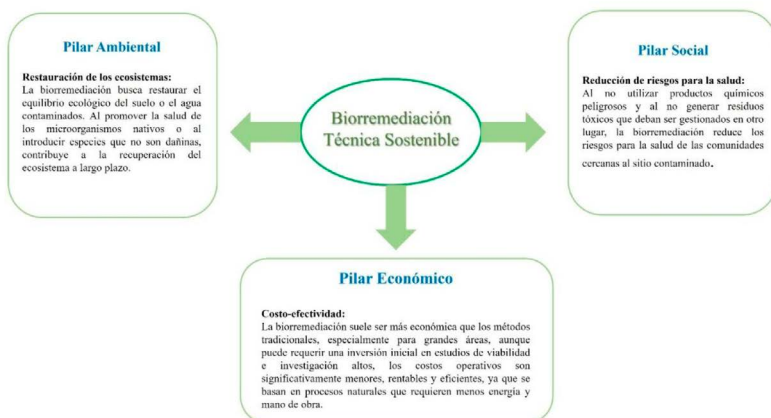 Pilar Ambiental
Restauración de los ecosistemas:
La biorremediación busca restaurar el
equilibrio ecológico del suelo o el agua
contaminados. Al promover la salud de
los microorganismos nativos o al
introducir especies que no son dañinas,
contribuye a la recuperación del
ecosistema a largo plazo.
Biorremediación
Técnica Sostenible
Pilar Social
Reducción de riesgos para la salud:
Al no utilizar productos químicos
peligrosos y al no generar residuos
tóxicos que deban ser gestionados en otro
lugar, la biorremediación reduce los
riesgos para la salud de las comunidades
cercanas al sitio contaminado.
Pilar Económico
Costo-efectividad:
La biorremediación suele ser más económica que los métodos
tradicionales, especialmente para grandes áreas, aunque
puede requerir una inversión inicial en estudios de viabilidad
e investigación altos, los costos operativos son
significativamente menores, rentables y eficientes, ya que se
basan en procesos naturales que requieren menos energía y
mano de obra.